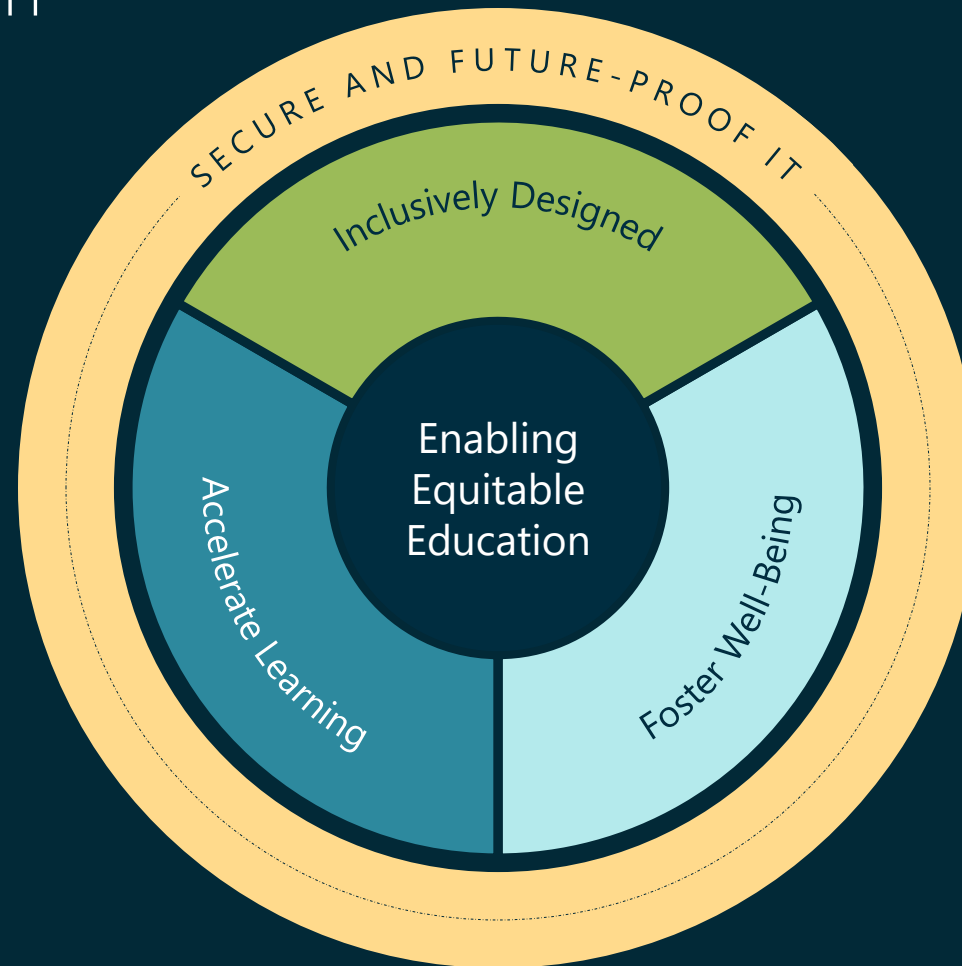 SECURE AND FUTURE-PROOF IT
Inclusively Designed
Enabling
Equitable
Education
Accelerate Learning
Foster Well-Being